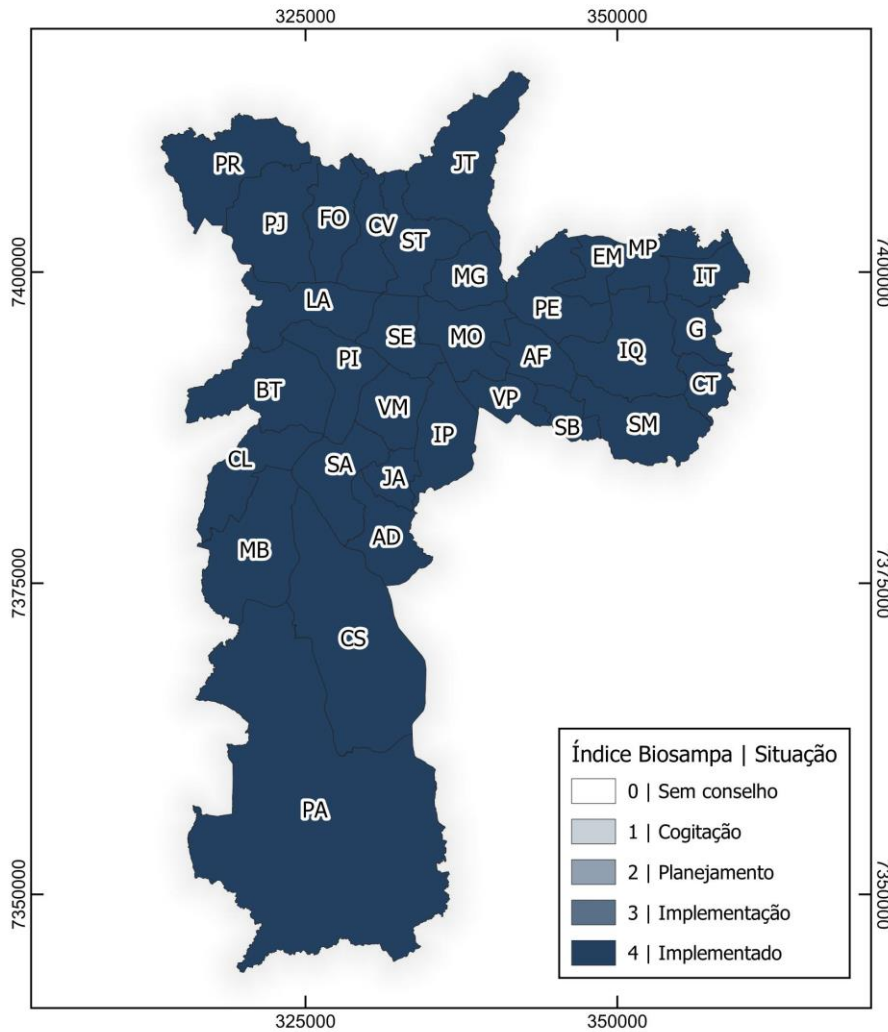 325000 350000
JT
PR
FO
PJ
CV
ST
MP
EM
7400000 7400000
MG
IT
LA
PE
G
SE
MO
IQ
AF
PI
CT
BT
VP
VM
SM
SB
IP
CL
SA
JA
AD
MB
7375000 7375000
CS
Índice Biosampa | Situação
0 | Sem conselho
1 | Cogitação
PA
2 | Planejamento
7350000 7350000
3 | Implementação
4 | Implementado
325000 350000